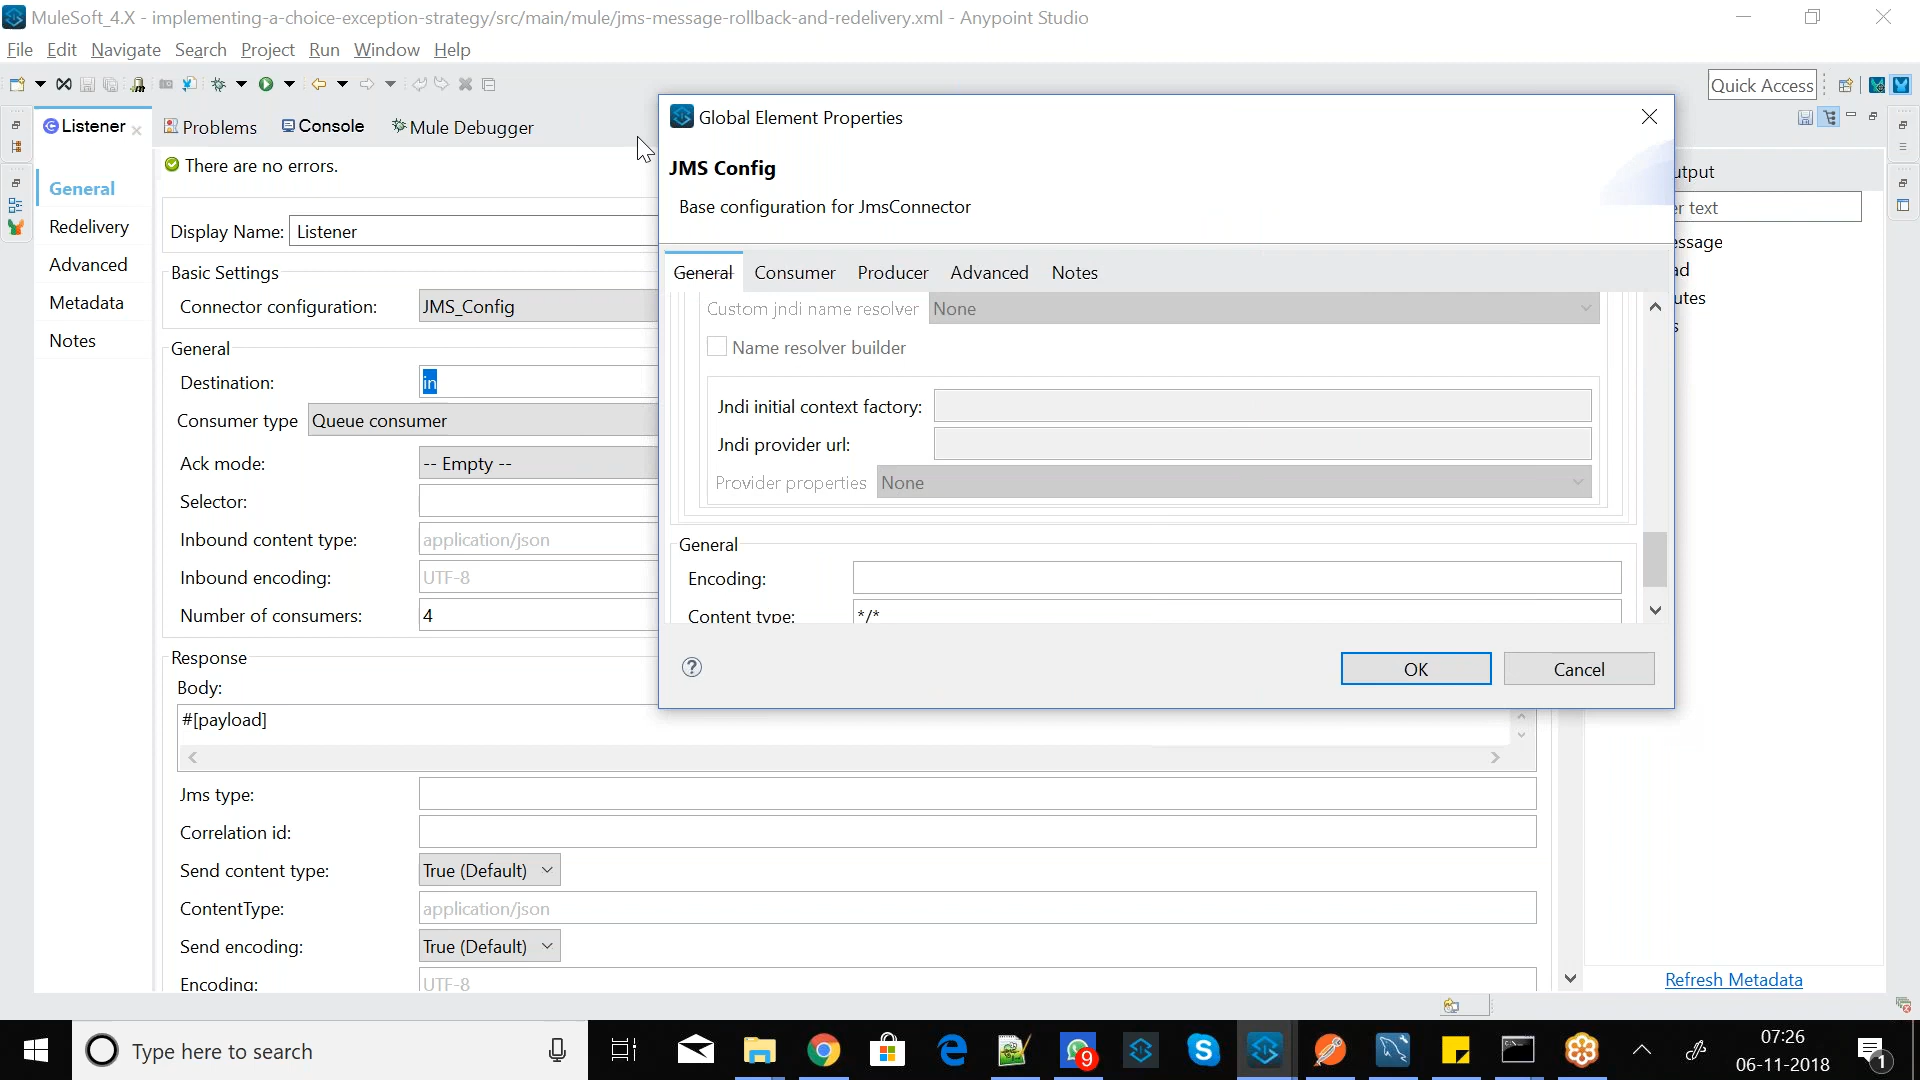 MuleSoft_4.X - implementing-a-choice-exception-strategy/src/main/mule/jms-message-rollback-and-redelivery.xml - Anypoint Studio
File Edit Navigate Search Project Run Window Help
Quick Access
Listener
Problems
Console
Mule Debugger
There are no errors.
General
Redelivery
Advanced
Metadata
Notes
Display Name: Listener
Basic Settings
Connector configuration: JMS_Config
General
Destination: in
Consumer type Queue consumer
Ack mode: -- Empty --
Selector:
Inbound content type: application/json
Inbound encoding: UTF-8
Number of consumers: 4
Response
Body:
#[payload]
Jms type:
Correlation id:
Send content type: True (Default)
ContentType: application/json
Send encoding: True (Default)
Encoding: UTF-8
Global Element Properties
JMS Config
Base configuration for JmsConnector
General Consumer Producer Advanced Notes
Custom jndi name resolver None
Name resolver builder
Jndi initial context factory:
Jndi provider url:
Provider properties None
General
Encoding:
Content type: */*
OK Cancel
utput
r text
ssage
ad
utes
s
Refresh Metadata
Type here to search
9
07:26
06-11-2018
1